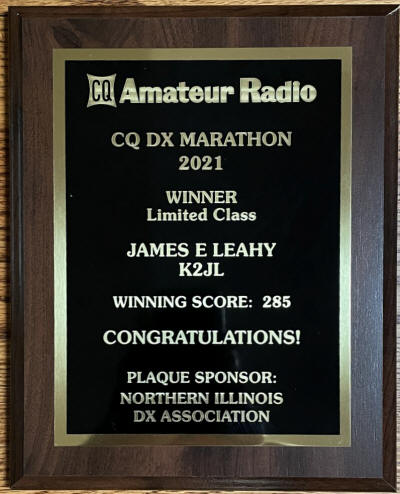 CQ Amateur Radio
CQ DX MARATHON
2021
WINNER
Limited Class
JAMES E LEAHY
K2JL
WINNING SCORE: 285
CONGRATULATIONS!
PLAQUE SPONSOR:
NORTHERN ILLINOIS
DX ASSOCIATION